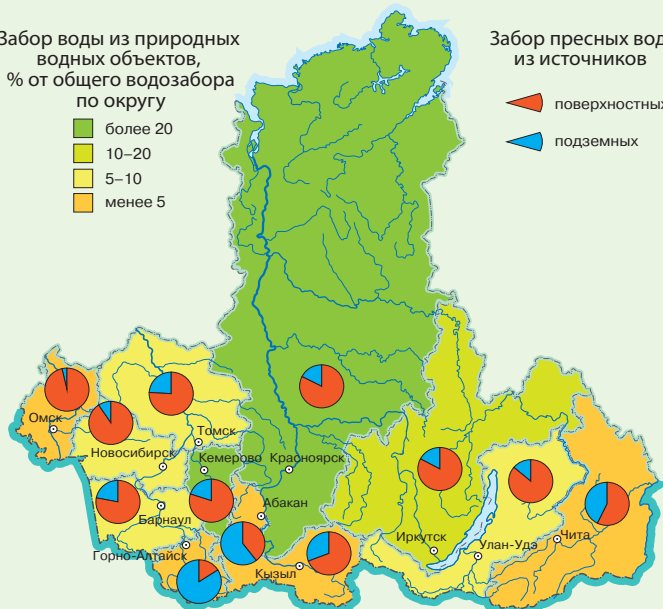 Забор воды из природных
водных объектов,
% от общего водозабора
по округу
более 20
10–20
5–10
менее 5
Забор пресных вод
из источников
поверхностных
подземных
Омск
Томск
Новосибирск
Кемерово
Красноярск
Барнаул
Абакан
Горно-Алтайск
Кызыл
Иркутск
Улан-Удэ
Чита